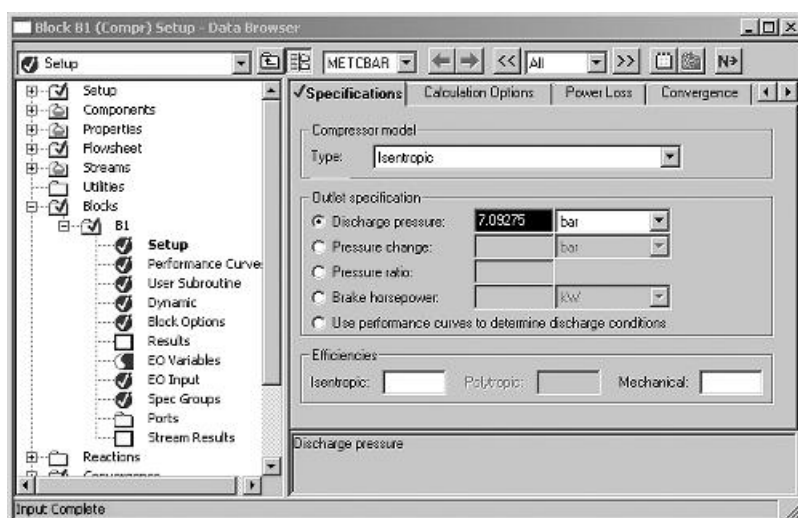 Block B1 (Compr) Setup - Data Browser
Setup METCBAR << All >> N
Setup
Components
Properties
Flowsheet
Streams
Utilities
Blocks
B1
Setup
Performance Curve
User Subroutine
Dynamic
Block Options
Results
EO Variables
EO Input
Spec Groups
Ports
Stream Results
Reactions
Convergence
Specifications Calculation Options Power Loss Convergence
Compressor model
Type: Isentropic
Outlet specification
Discharge pressure: 7.09275 bar
Pressure change: bar
Pressure ratio:
Brake horsepower: kW
Use performance curves to determine discharge conditions
Efficiencies
Isentropic: Polytropic: Mechanical:
Discharge pressure
Input Complete